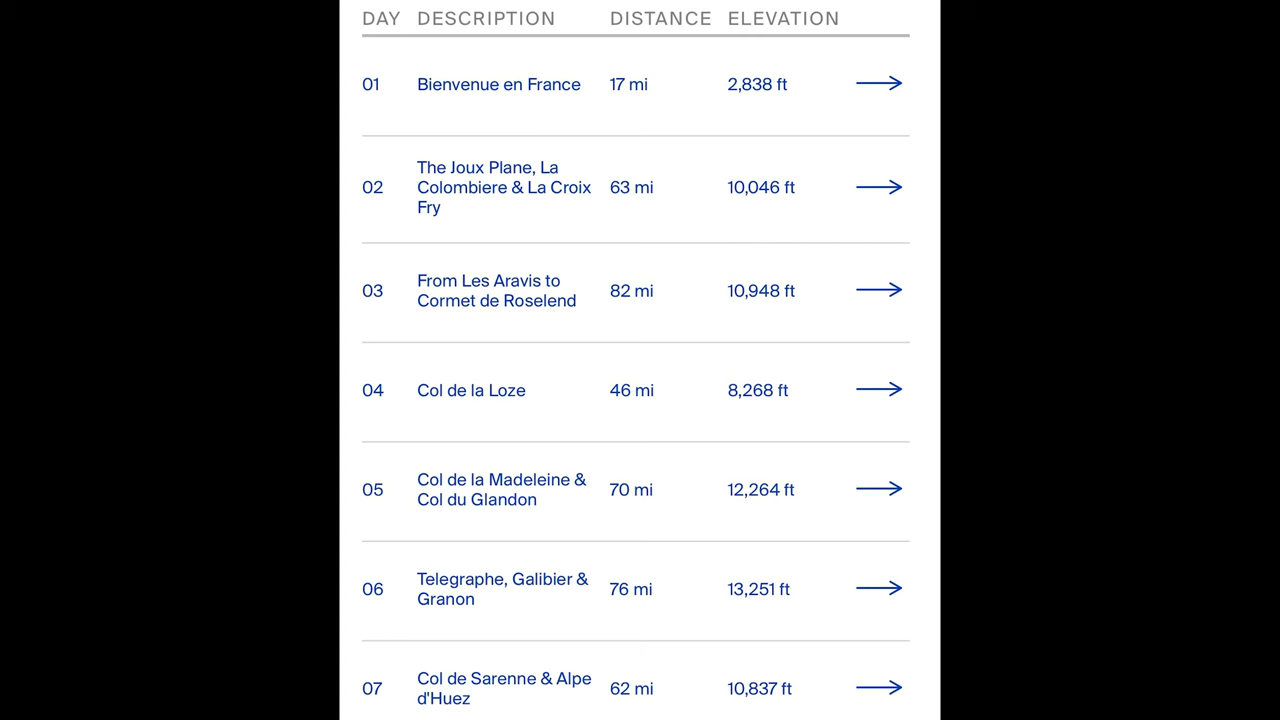 DAY DESCRIPTION DISTANCE ELEVATION
01 Bienvenue en France 17 mi 2,838 ft
The Joux Plane, La
02 Colombiere & La Croix 63 mi 10,046 ft
Fry
From Les Aravis to
03 82 mi 10,948 ft
Cormet de Roselend
04 Col de la Loze 46 mi 8,268 ft
Col de la Madeleine &
05 70 mi 12,264 ft
Col du Glandon
Telegraphe, Galibier &
06 76 mi 13,251 ft
Granon
Col de Sarenne & Alpe
07 62 mi 10,837 ft
d'Huez